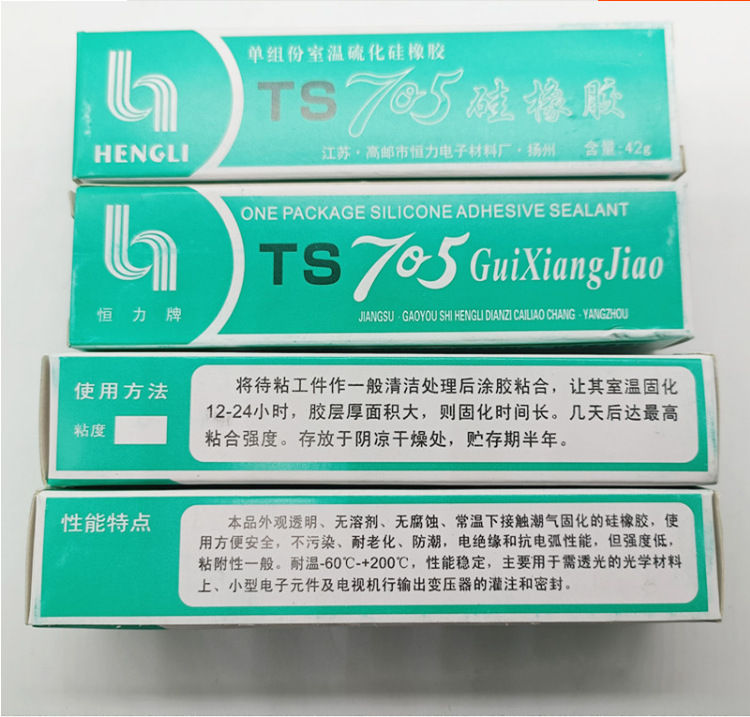 单组份室温硫化硅橡胶
TS 705 硅橡胶
HENGLI
江苏·高邮市恒力电子材料厂·扬州 含量:42g
ONE PACKAGE SILICONE ADHESIVE SEALANT
TS 705 GuiXiangJiao
恒力牌
JIANGSU · GAOYOU SHI HENGLI DIANZI CAILIAO CHANG · YANGZHOU
使用方法
粘度
将待粘工件作一般清洁处理后涂胶粘合，让其室温固化
12-24小时，胶层厚面积大，则固化时间长。几天后达最高
粘合强度。存放于阴凉干燥处，贮存期半年。
性能特点
本品外观透明、无溶剂、无腐蚀、常温下接触潮气固化的硅橡胶，使
用方便安全，不污染、耐老化、防潮，电绝缘和抗电弧性能，但强度低，
粘附性一般。耐温-60℃-+200℃，性能稳定，主要用于需透光的光学材料
上、小型电子元件及电视机行输出变压器的灌注和密封。